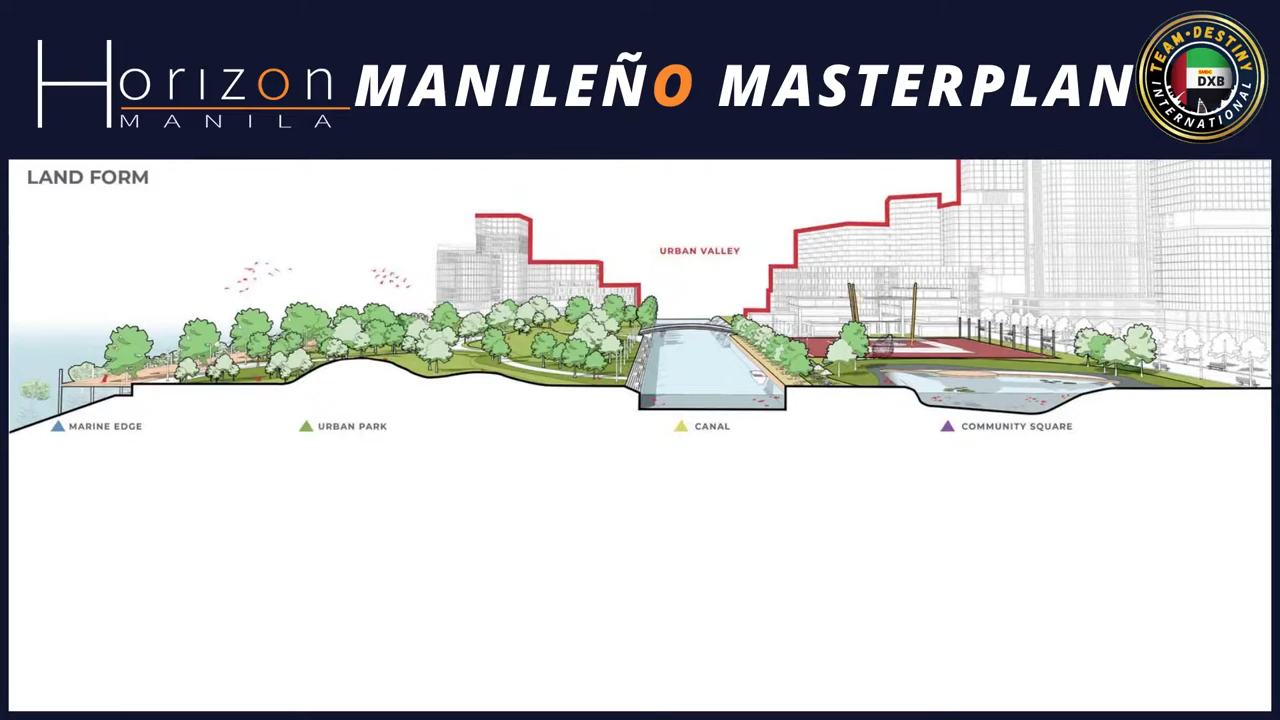 Horizon
MANILA
MANILEÑO MASTERPLAN
TEAM·DESTINY
SMDC
DXB
INTERNATIONAL
LAND FORM
URBAN VALLEY
MARINE EDGE
URBAN PARK
CANAL
COMMUNITY SQUARE